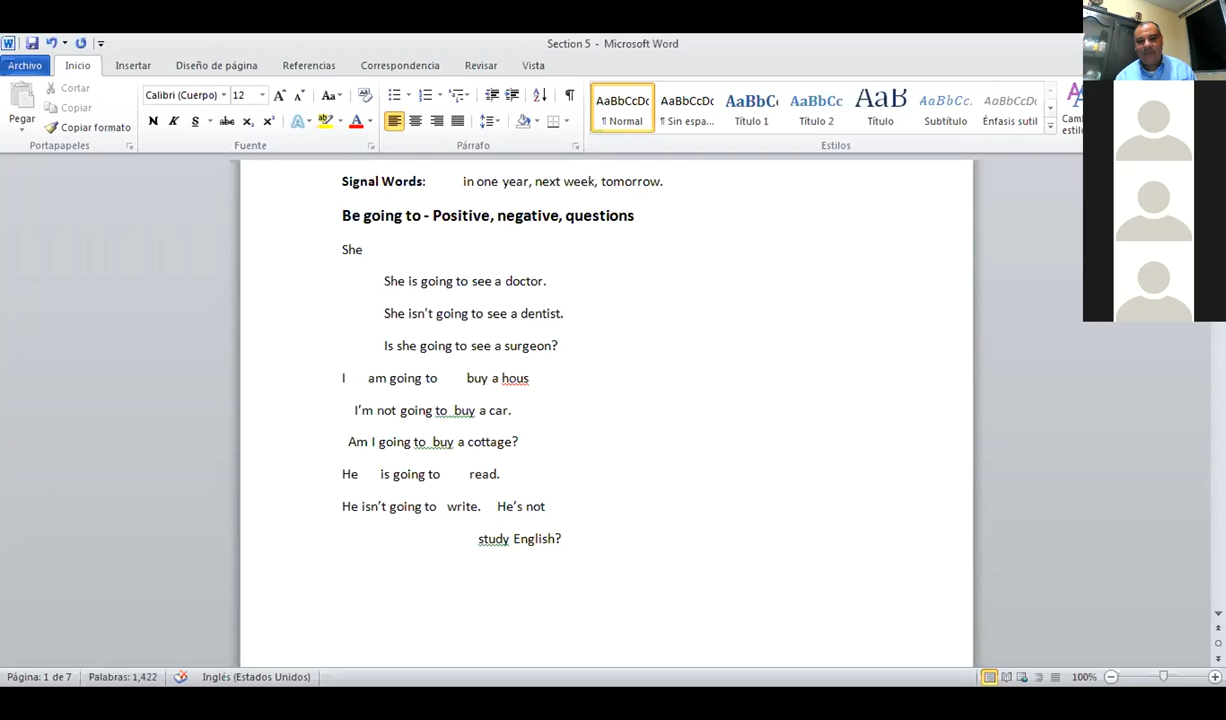 Section 5 - Microsoft Word
Archivo Inicio Insertar Diseño de página Referencias Correspondencia Revisar Vista
Pegar
Cortar
Copiar
Copiar formato
Portapapeles
Calibri (Cuerpo) 12
Fuente
Párrafo
AaBbCcDc AaBbCcDc AaBbC AaBbCc AaB AaBbCc. AaBbCcDc
¶ Normal ¶ Sin espa... Título 1 Título 2 Título Subtítulo Énfasis sutil
Estilos
Signal Words: in one year, next week, tomorrow.
Be going to - Positive, negative, questions
She
She is going to see a doctor.
She isn't going to see a dentist.
Is she going to see a surgeon?
I am going to buy a hous
I'm not going to buy a car.
Am I going to buy a cottage?
He is going to read.
He isn't going to write. He's not
study English?
Página: 1 de 7 Palabras: 1,422 Inglés (Estados Unidos) 100%